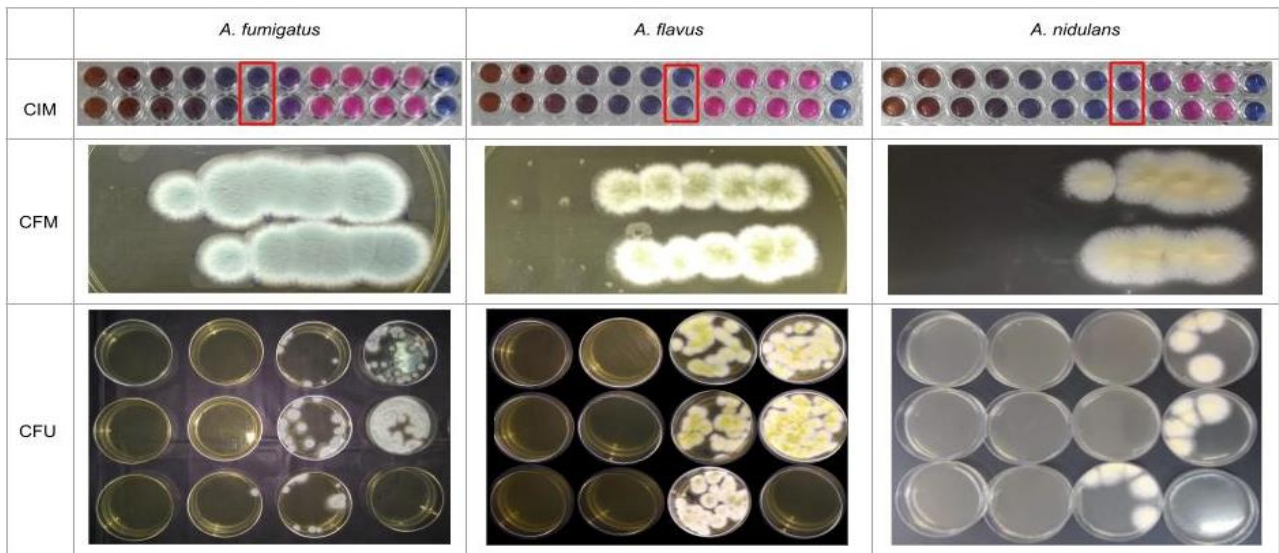 A. fumigatus
A. flavus
A. nidulans
CIM
CFM
CFU